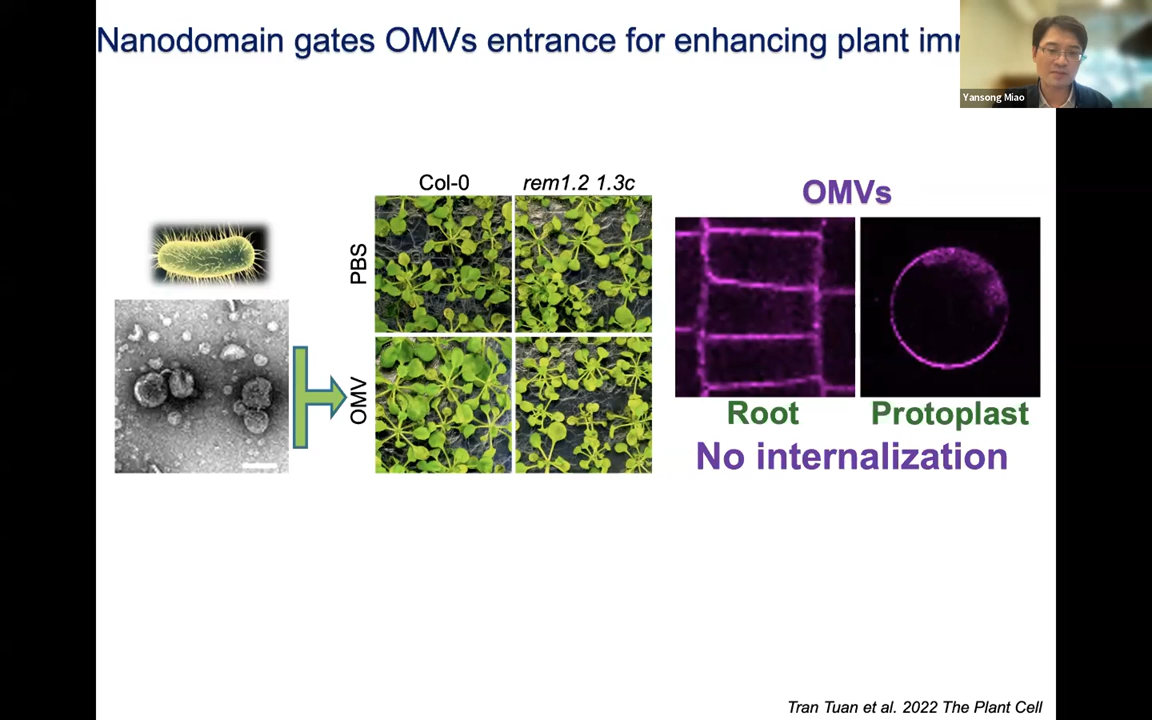 Nanodomain gates OMVs entrance for enhancing plant
Yansong Miao
Col-0
rem1.2 1.3c
PBS
OMV
OMVs
Root
Protoplast
No internalization
Tran Tuan et al. 2022 The Plant Cell